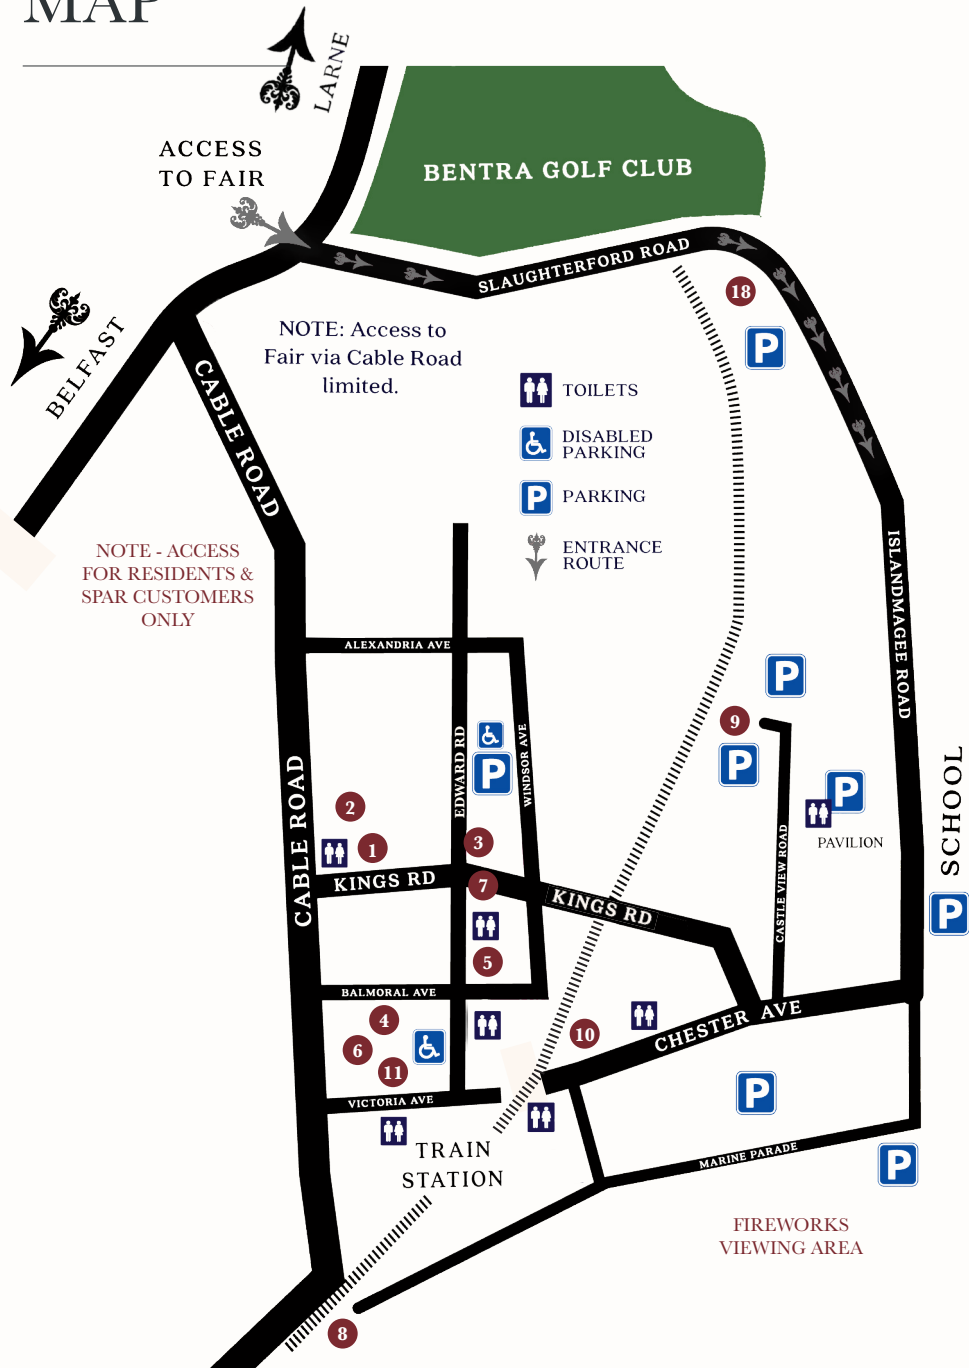 MAP
LARNE
ACCESS
TO FAIR
BENTRA GOLF CLUB
SLAUGHTERFORD ROAD
18
P
BELFAST
NOTE: Access to
Fair via Cable Road
limited.
CABLE ROAD
TOILETS
DISABLED
PARKING
P
PARKING
ENTRANCE
ROUTE
NOTE - ACCESS
FOR RESIDENTS &
SPAR CUSTOMERS
ONLY
ISLANDMAGEE ROAD
ALEXANDRIA AVE
P
9
P
EDWARD RD
P
WINDSOR AVE
P
PAVILION
SCHOOL
P
CABLE ROAD
2
1
3
KINGS RD
7
KINGS RD
CASTLE VIEW ROAD
5
BALMORAL AVE
4
6
11
10
CHESTER AVE
VICTORIA AVE
P
TRAIN
STATION
MARINE PARADE
P
FIREWORKS
VIEWING AREA
8